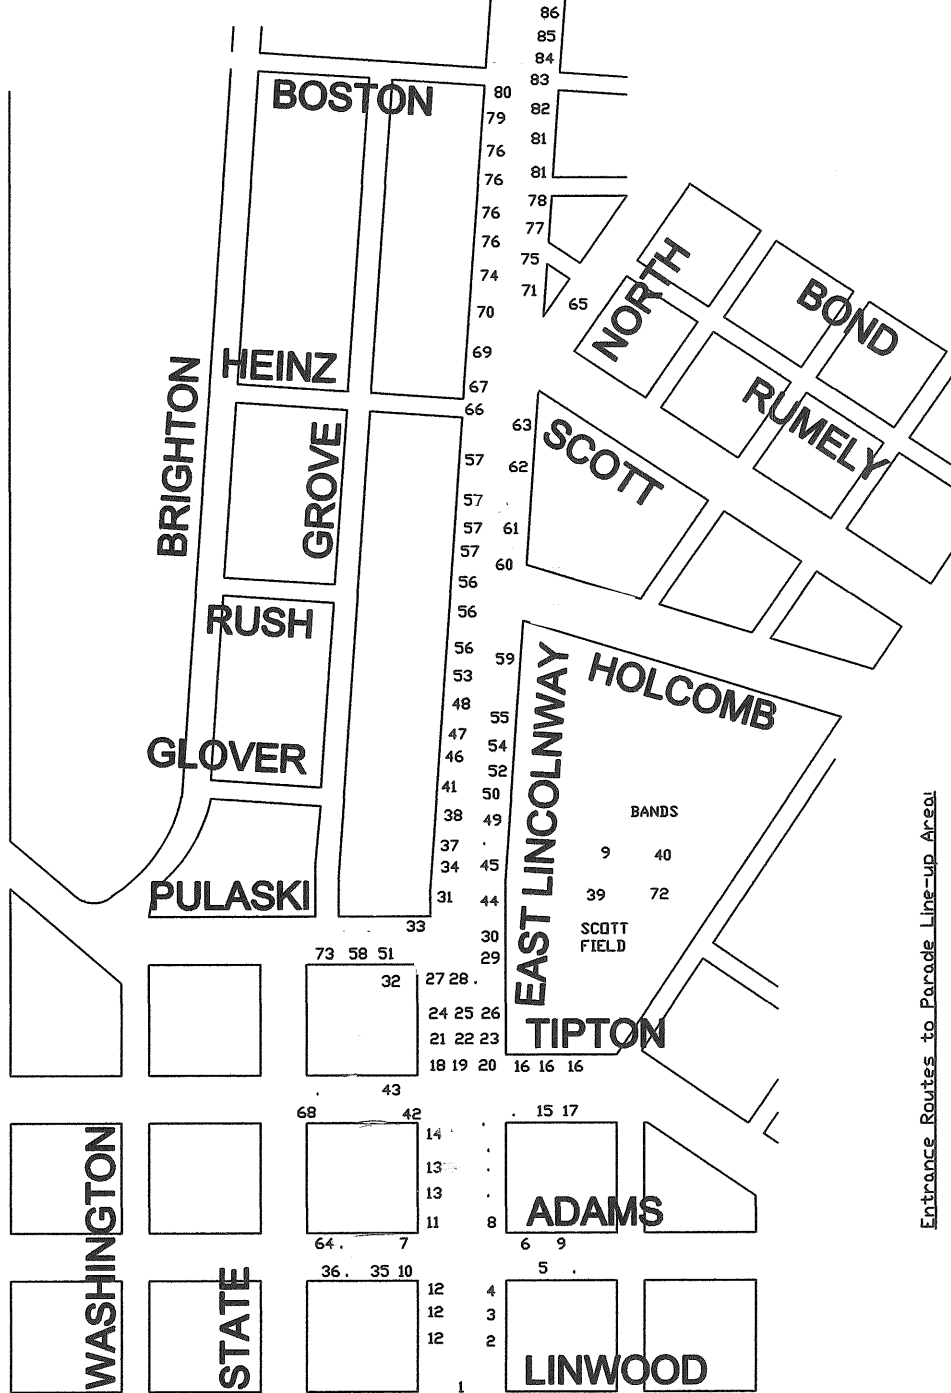 86
85
84
83
80
BOSTON
82
79
81
76
81
76
78
76
77
76
75
74
71
65
NORTH
BOND
70
69
HEINZ
67
66
RUMELY
63
SCOTT
BRIGHTON
GROVE
57
62
57
57
61
57
60
56
56
RUSH
56
59
HOLCOMB
53
48
55
EAST LINCOLNWAY
47
54
GLOVER
46
52
41
50
38
49
BANDS
37
9 40
34
45
31
44
39 72
PULASKI
33
30
SCOTT
FIELD
29
73 58 51
32
27 28
24 25 26
TIPTON
21 22 23
18 19 20
16 16 16
43
68
42
15 17
14
13
13
WASHINGTON
11
8
ADAMS
64
7
6 9
36
35 10
5
STATE
12
4
12
3
12
2
LINWOOD
1
Entrance Routes to Parade Line-up Area!